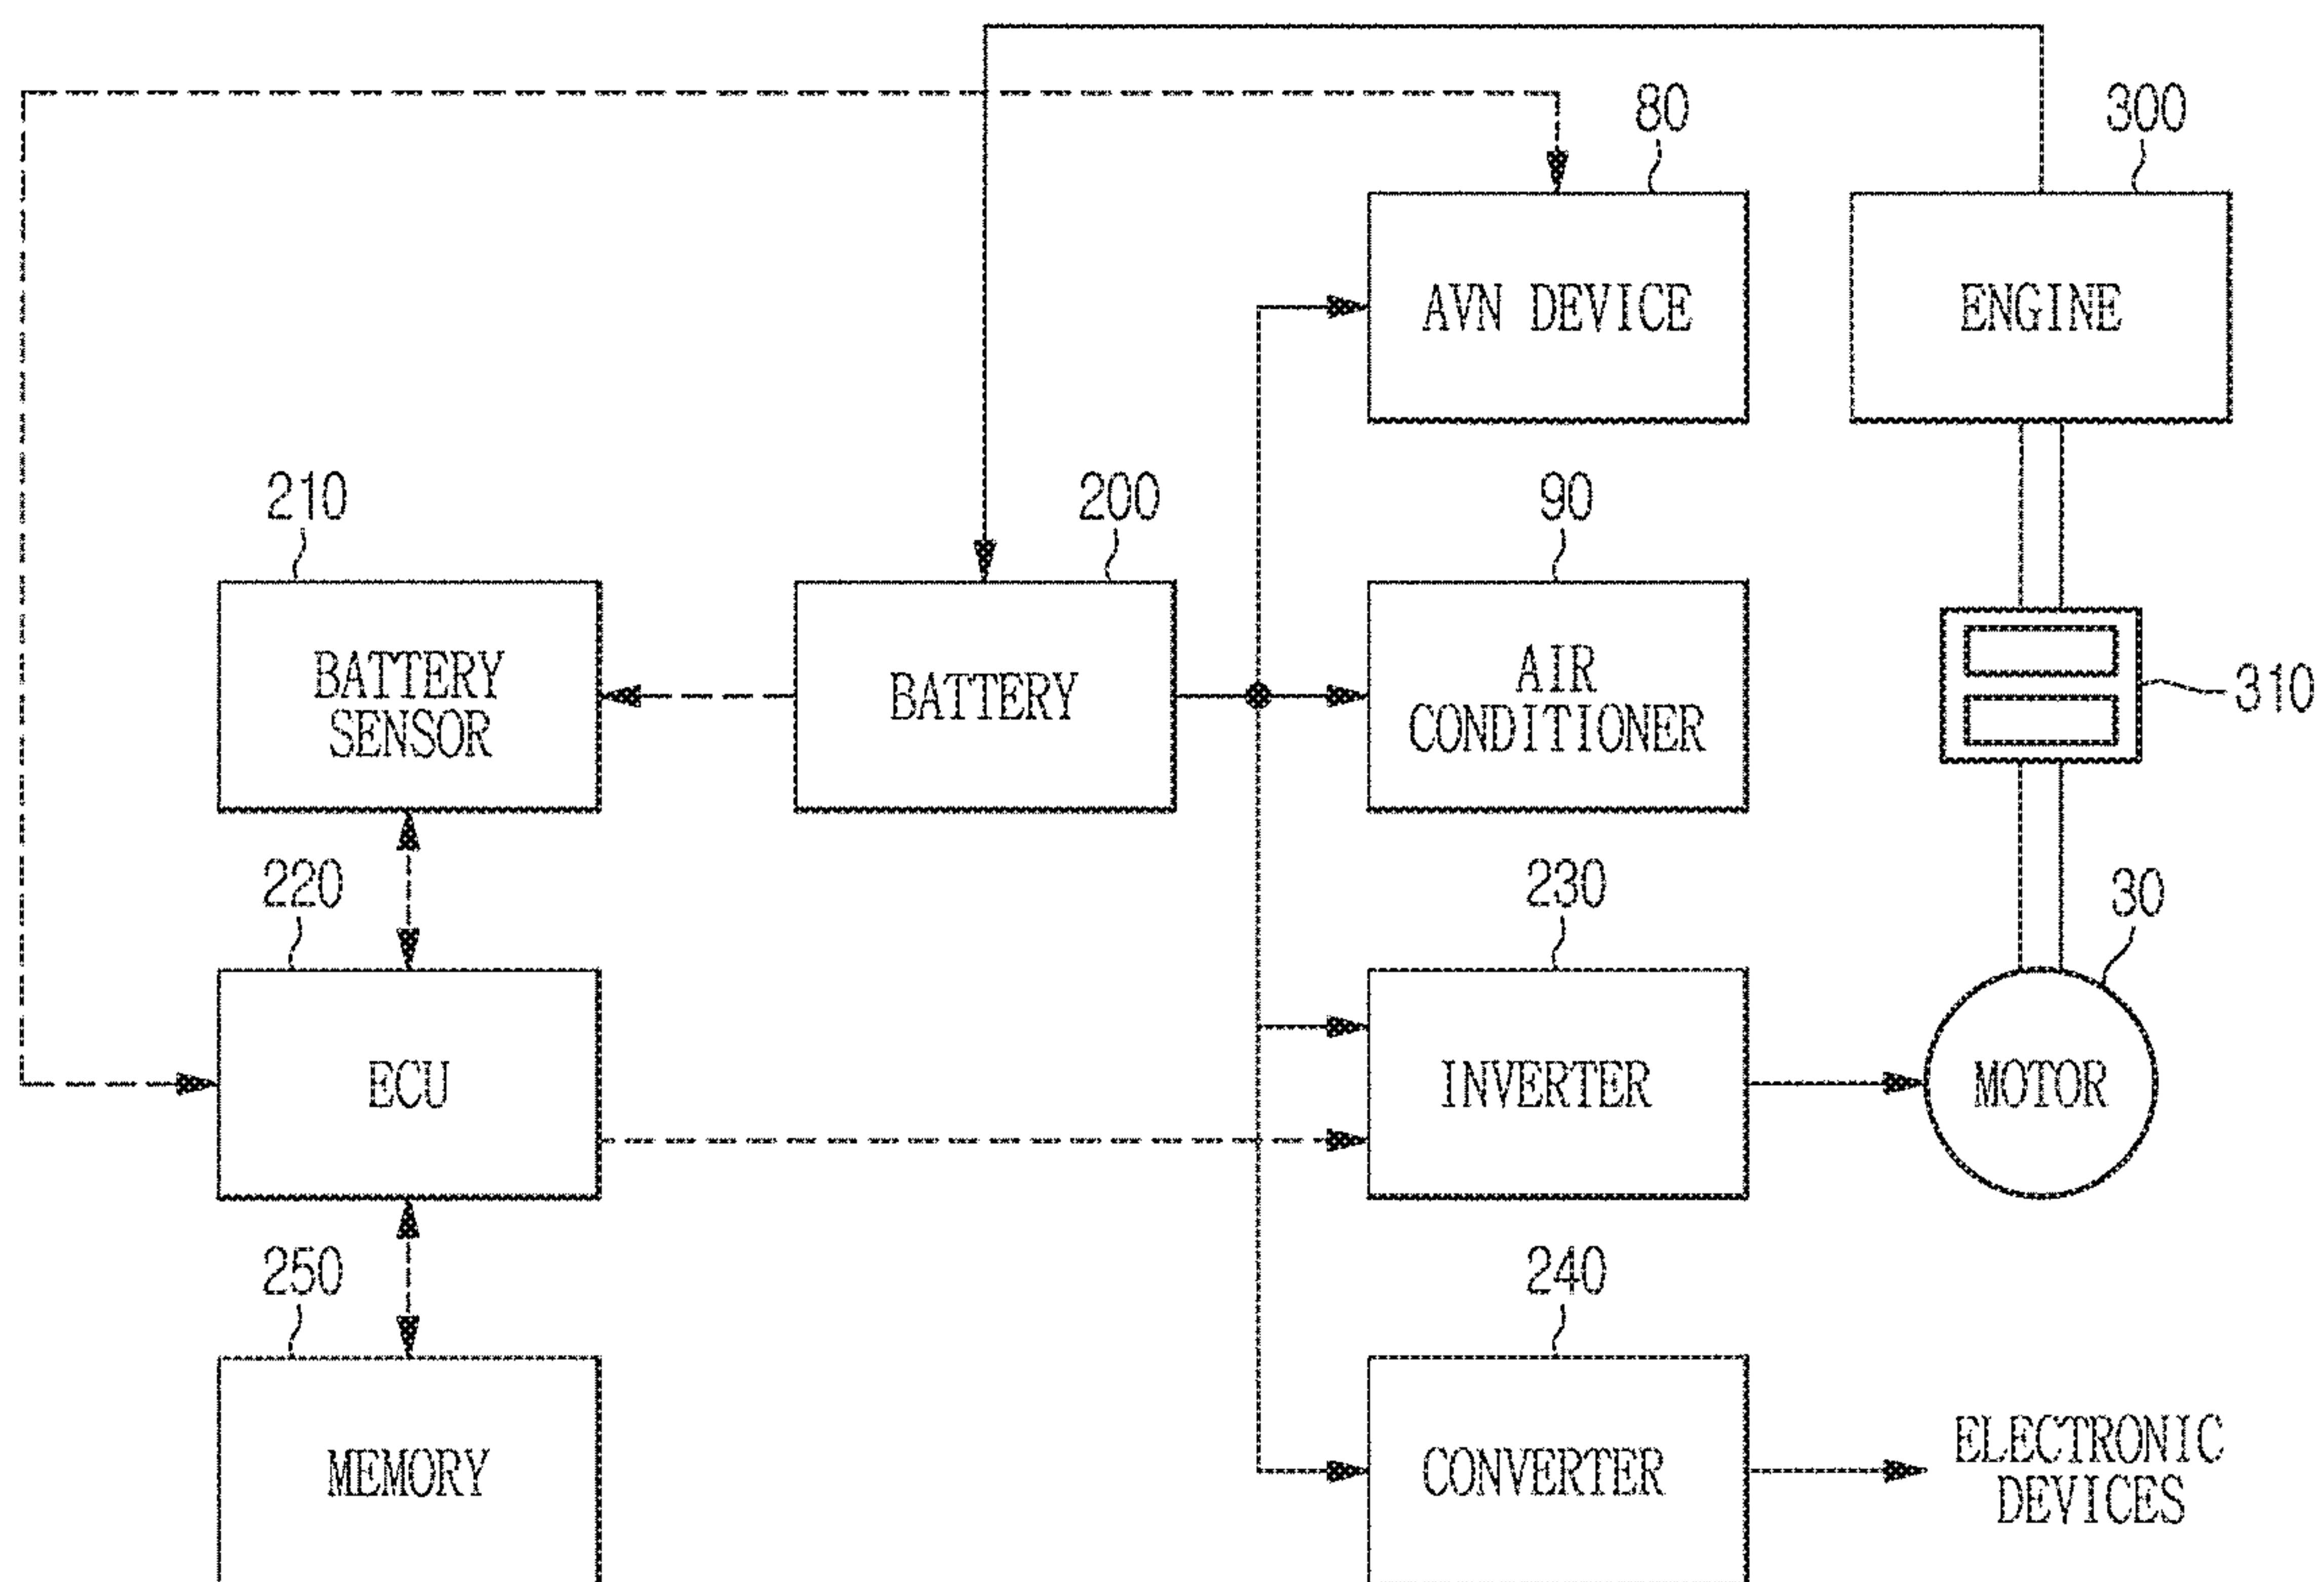 80
300
AVN DEVICE
ENGINE
210
200
90
BATTERY
SENSOR
BATTERY
AIR
CONDITIONER
310
220
230
30
ECU
INVERTER
MOTOR
250
240
MEMORY
CONVERTER
ELECTRONIC
DEVICES